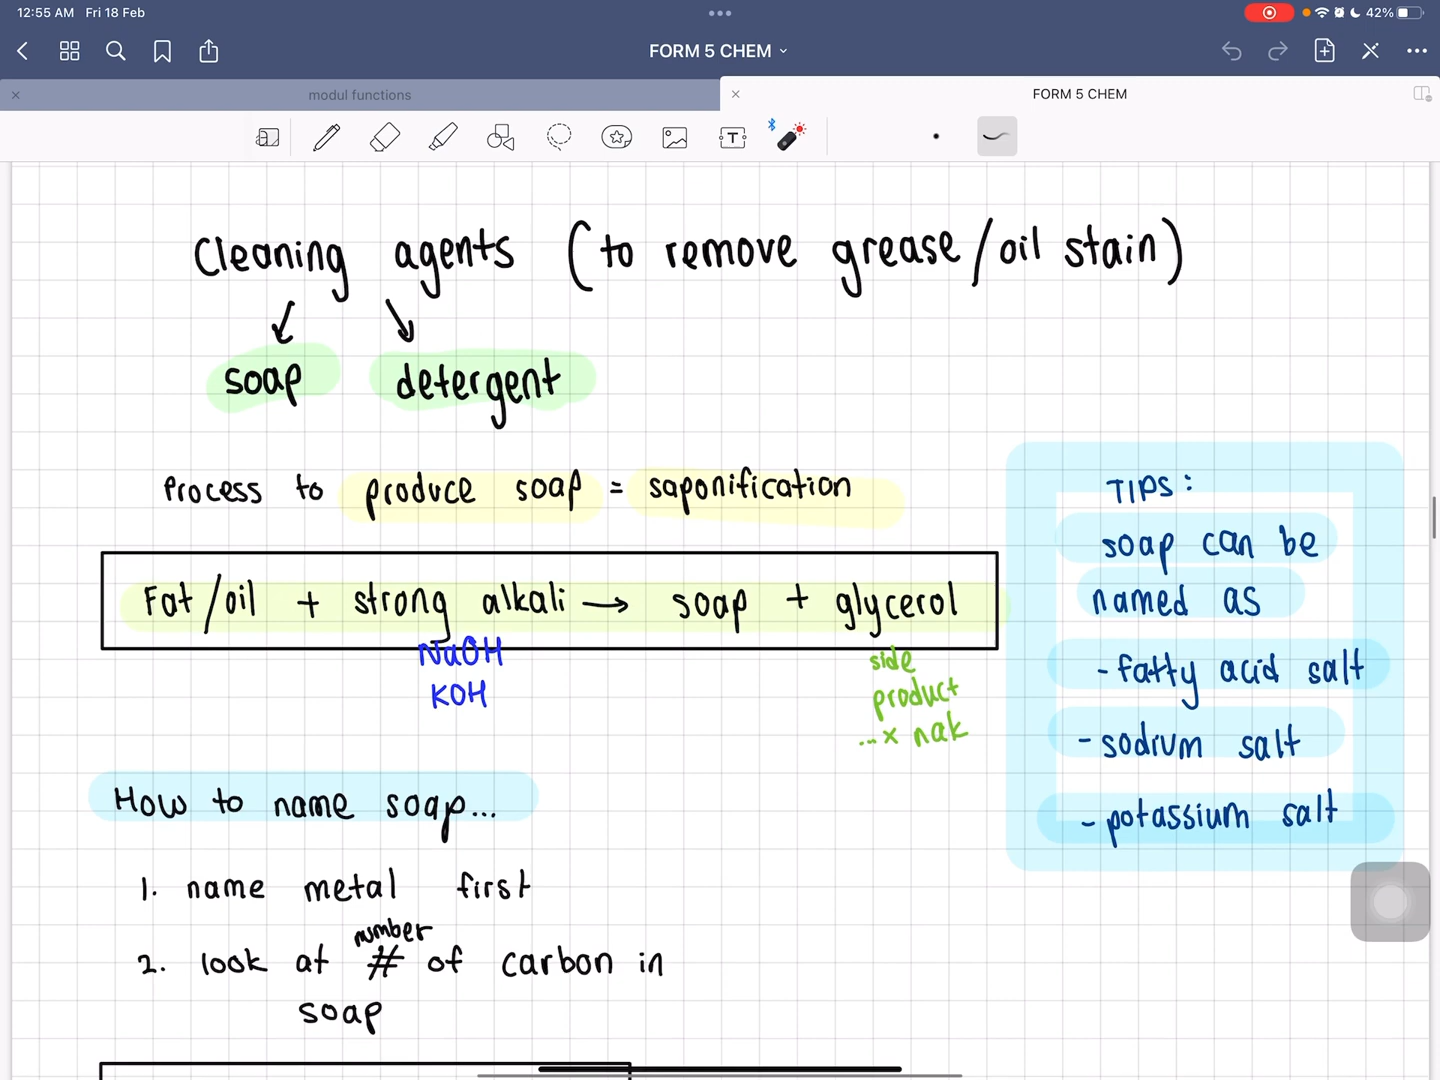 12:55 AM Fri 18 Feb
42%
FORM 5 CHEM
modul functions
FORM 5 CHEM
Cleaning agents (to remove grease/oil stain)
soap detergent
Process to produce soap = saponification
Fat/oil + strong alkali → soap + glycerol
NaOH
KOH
side
product
...x nak
TIPS:
soap can be
named as
- fatty acid salt
- sodium salt
- potassium salt
How to name soap...
1. name metal first
number
2. look at # of carbon in
soap